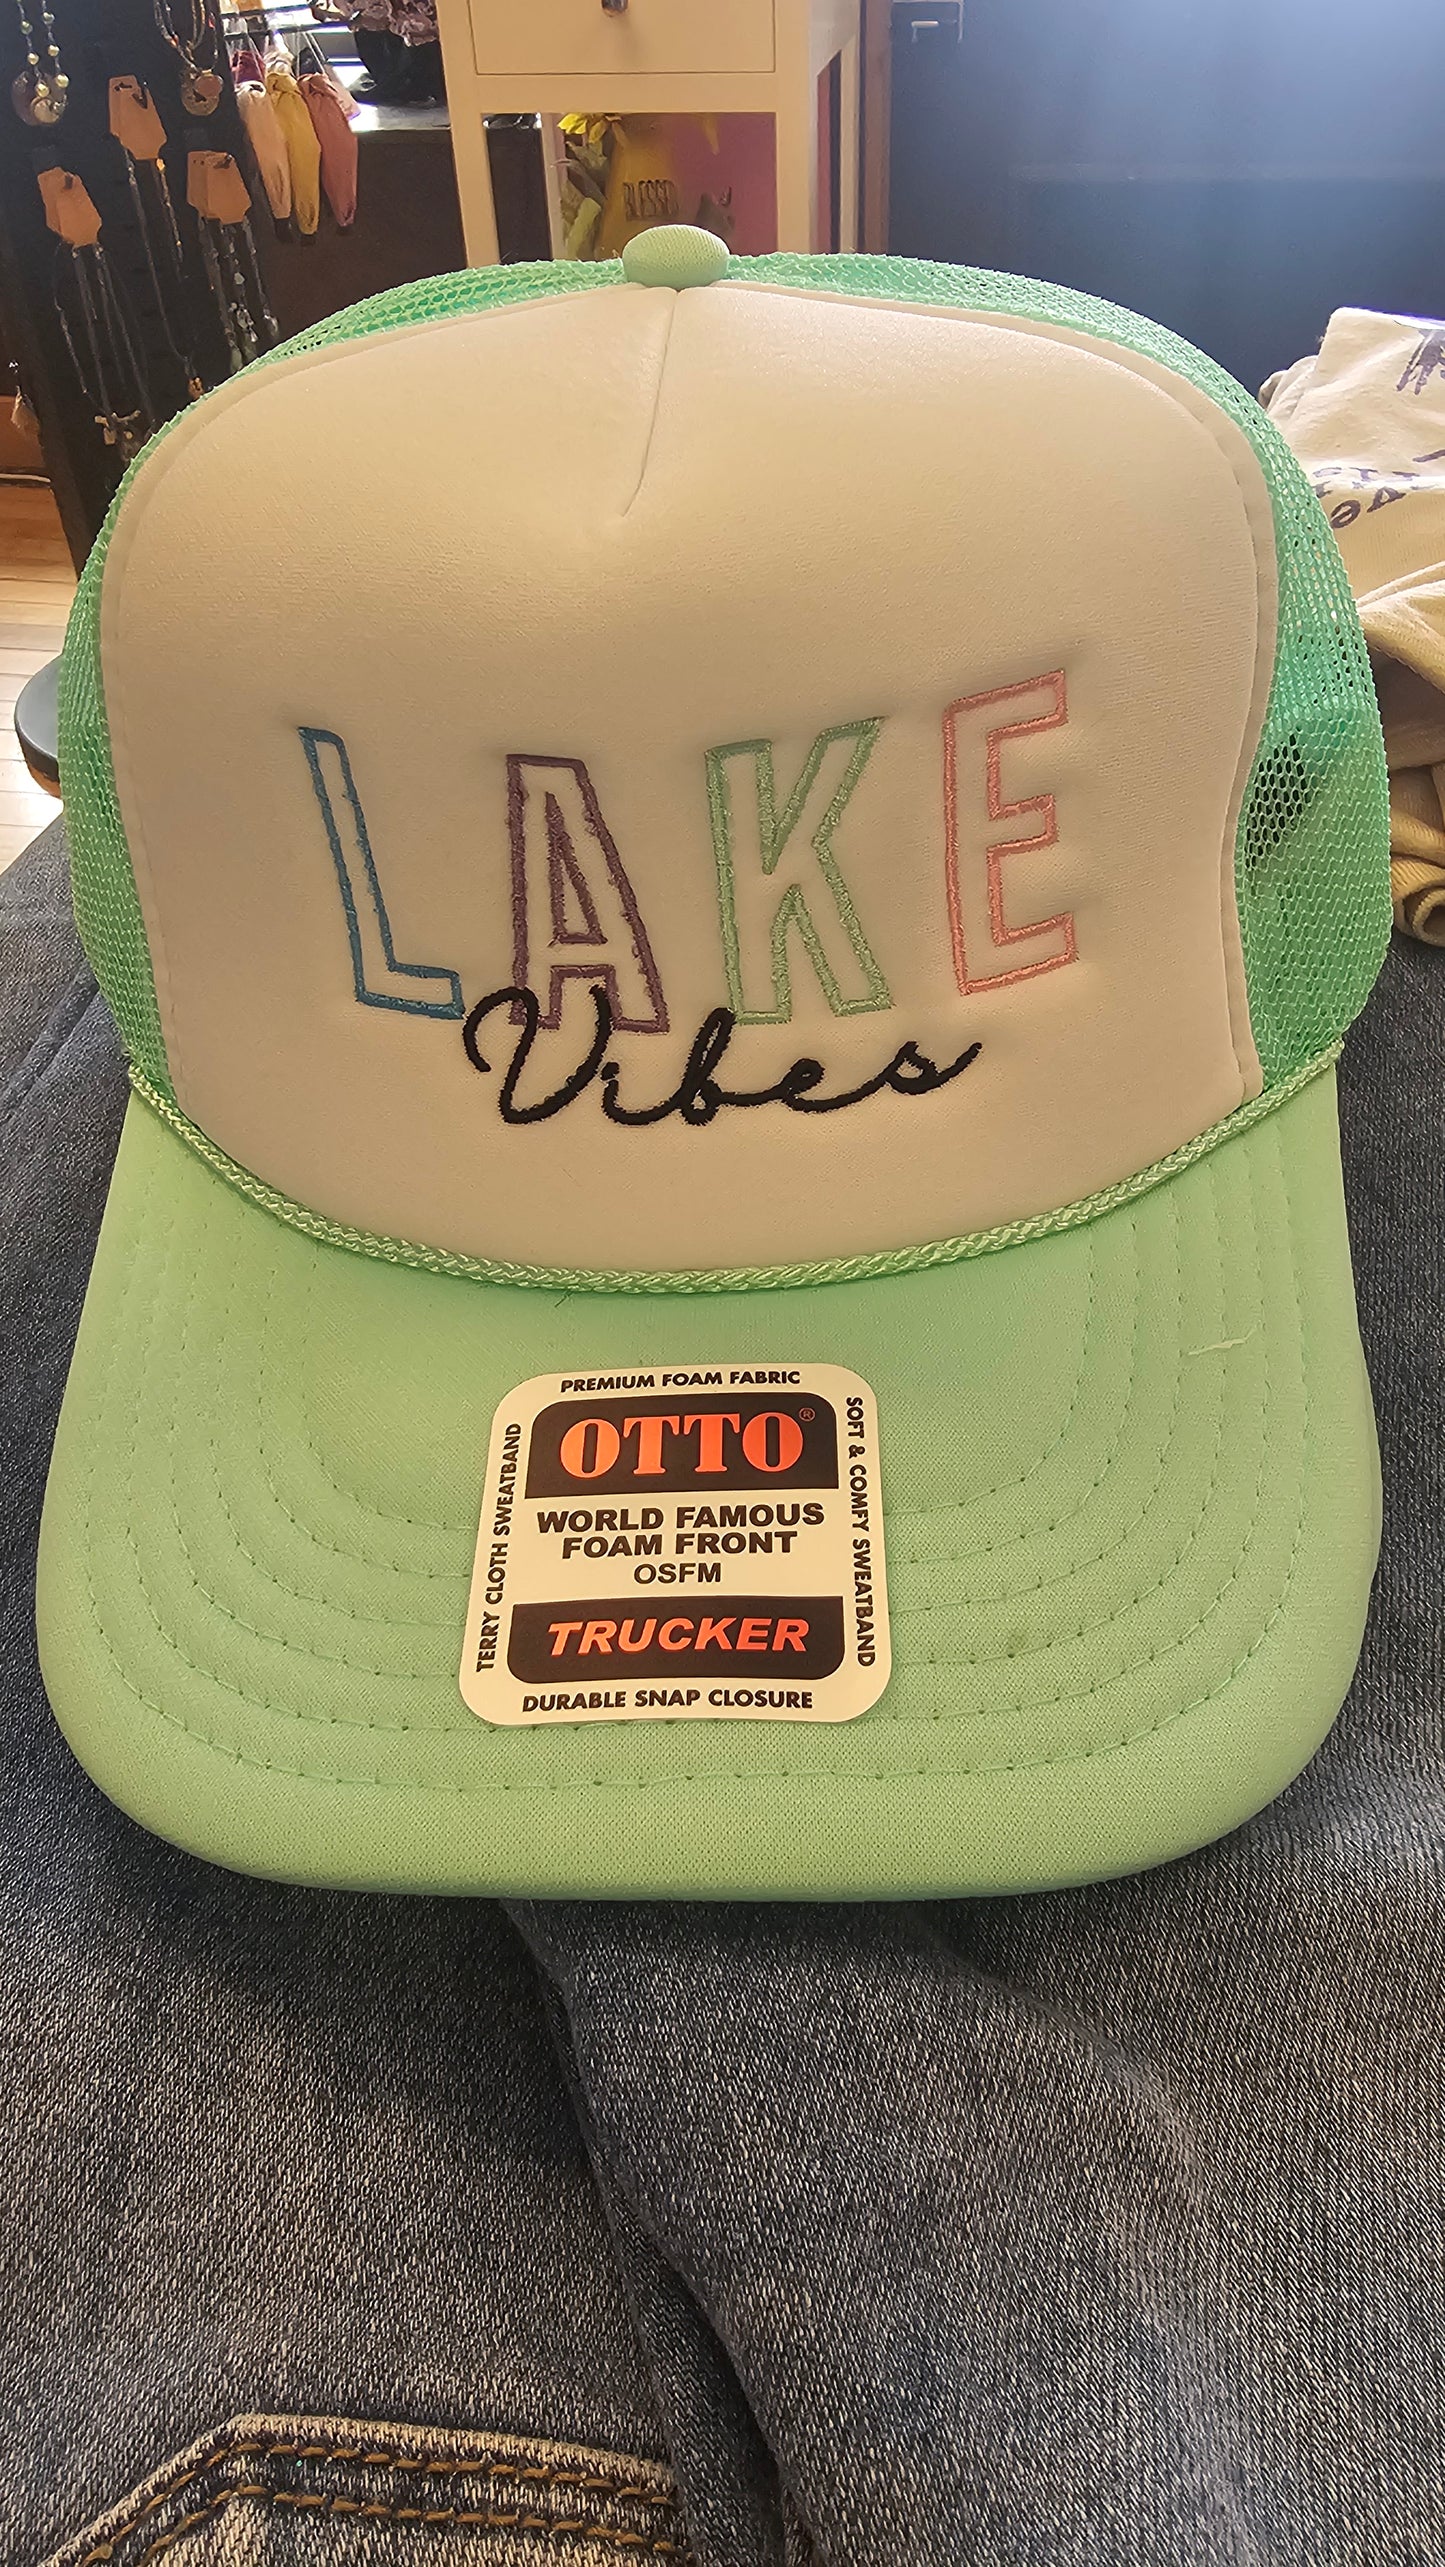 BLESSED
LAKE
Vibes
PREMIUM FOAM FABRIC
OTTO®
WORLD FAMOUS
FOAM FRONT
OSFM
TRUCKER
DURABLE SNAP CLOSURE
TERRY CLOTH SWEATBAND
SOFT & COMFY SWEATBAND